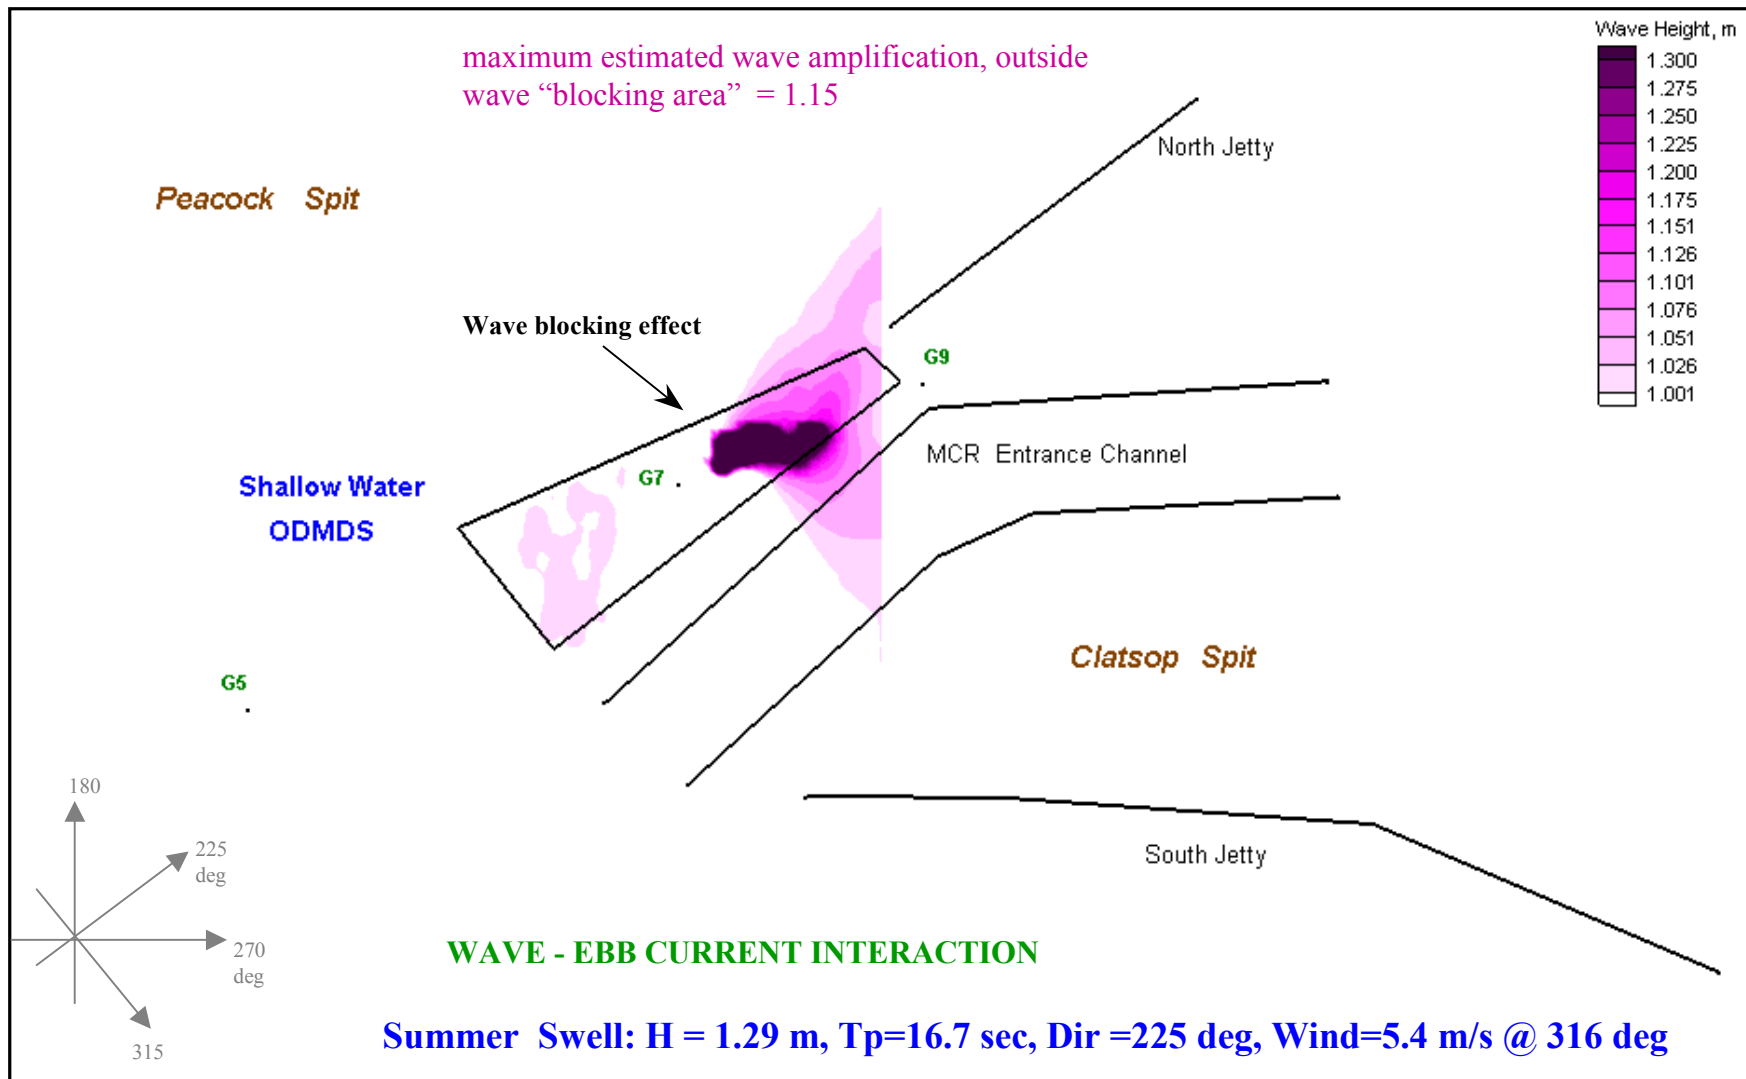 maximum estimated wave amplification, outside
wave “blocking area” = 1.15
Wave Height, m
1.300
1.275
1.250
1.225
1.200
1.175
1.151
1.126
1.101
1.076
1.051
1.026
1.001
North Jetty
Peacock Spit
Wave blocking effect
G9
MCR Entrance Channel
G7
Shallow Water
ODMDS
Clatsop Spit
G5
180
225
deg
270
deg
315
South Jetty
WAVE - EBB CURRENT INTERACTION
Summer Swell: H = 1.29 m, Tp=16.7 sec, Dir =225 deg, Wind=5.4 m/s @ 316 deg